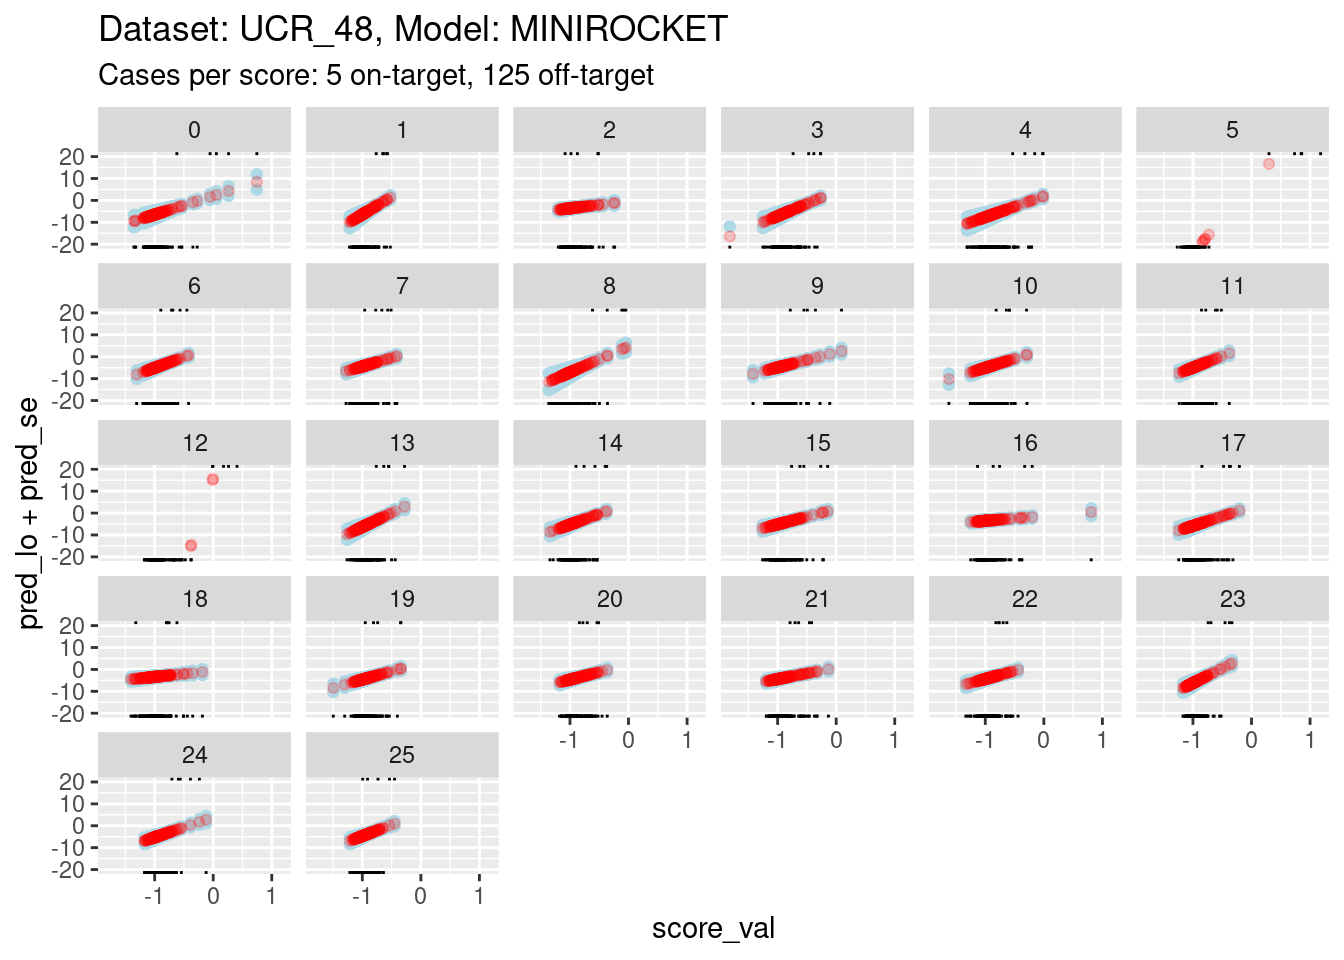 Dataset: UCR_48, Model: MINIROCKET
Cases per score: 5 on-target, 125 off-target
0 1 2 3 4 5
20
10
0
-10
-20
6 7 8 9 10 11
20
10
0
-10
-20
12 13 14 15 16 17
20
10
0
-10
-20
18 19 20 21 22 23
20
10
0
-10
-20
-1 0 1 -1 0 1 -1 0 1 -1 0 1
24 25
20
10
0
-10
-20
-1 0 1 -1 0 1
score_val
pred_lo + pred_se